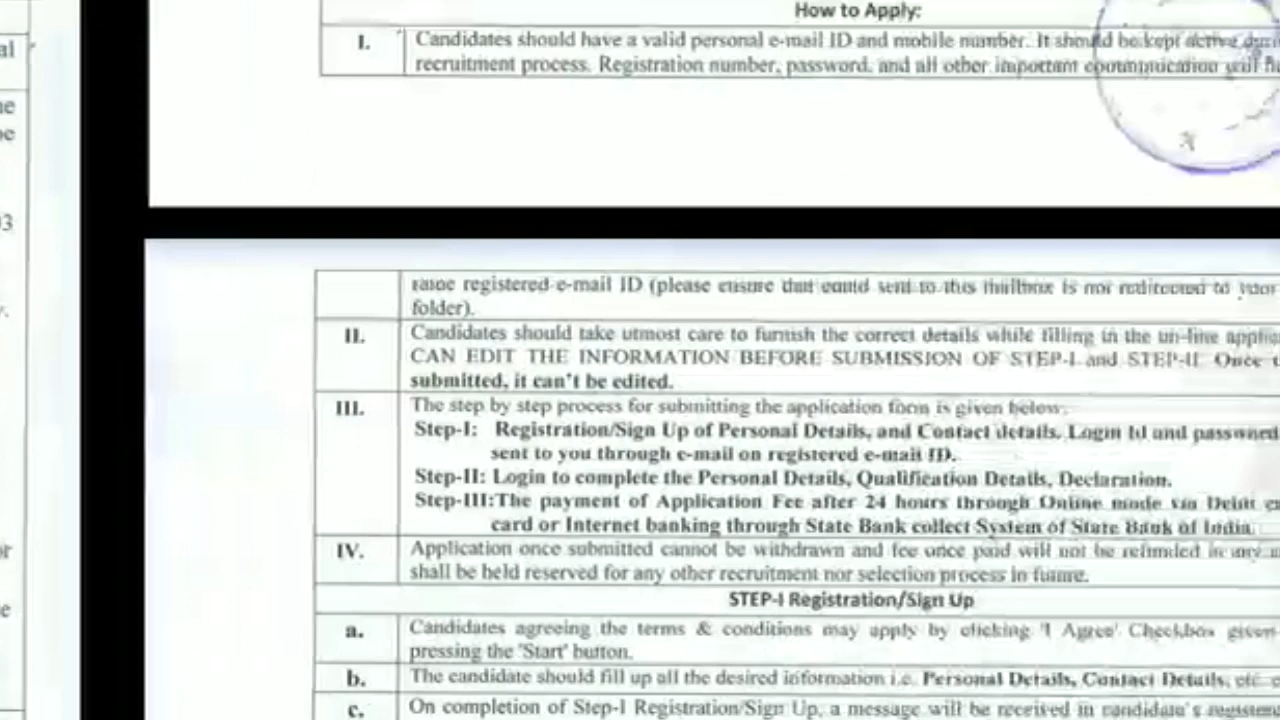 How to Apply:
I. Candidates should have a valid personal e-mail ID and mobile number. It should be kept active
recruitment process. Registration number, password, and all other important communication will
same registered e-mail ID (please ensure that sent to this mailbox is not redirected to your
folder).
II. Candidates should take utmost care to furnish the correct details while filling in the on-line
CAN EDIT THE INFORMATION BEFORE SUBMISSION OF STEP-I and STEP-II Once
submitted, it can't be edited.
III. The step by step process for submitting the application form is given below:
Step-I: Registration/Sign Up of Personal Details, and Contact details. Login Id and password
sent to you through e-mail on registered e-mail ID.
Step-II: Login to complete the Personal Details, Qualification Details, Declaration.
Step-III:The payment of Application Fee after 24 hours through Online mode via Debit
card or Internet banking through State Bank collect System of State Bank of India.
IV. Application once submitted cannot be withdrawn and fee once paid will not be refunded in any
shall be held reserved for any other recruitment nor selection process in future.
STEP-I Registration/Sign Up
a. Candidates agreeing the terms & conditions may apply by clicking 'I Agree' Checkbox given
pressing the 'Start' button.
b. The candidate should fill up all the desired information i.e. Personal Details, Contact Details, etc.
c. On completion of Step-I Registration/Sign Up, a message will be received in candidate's